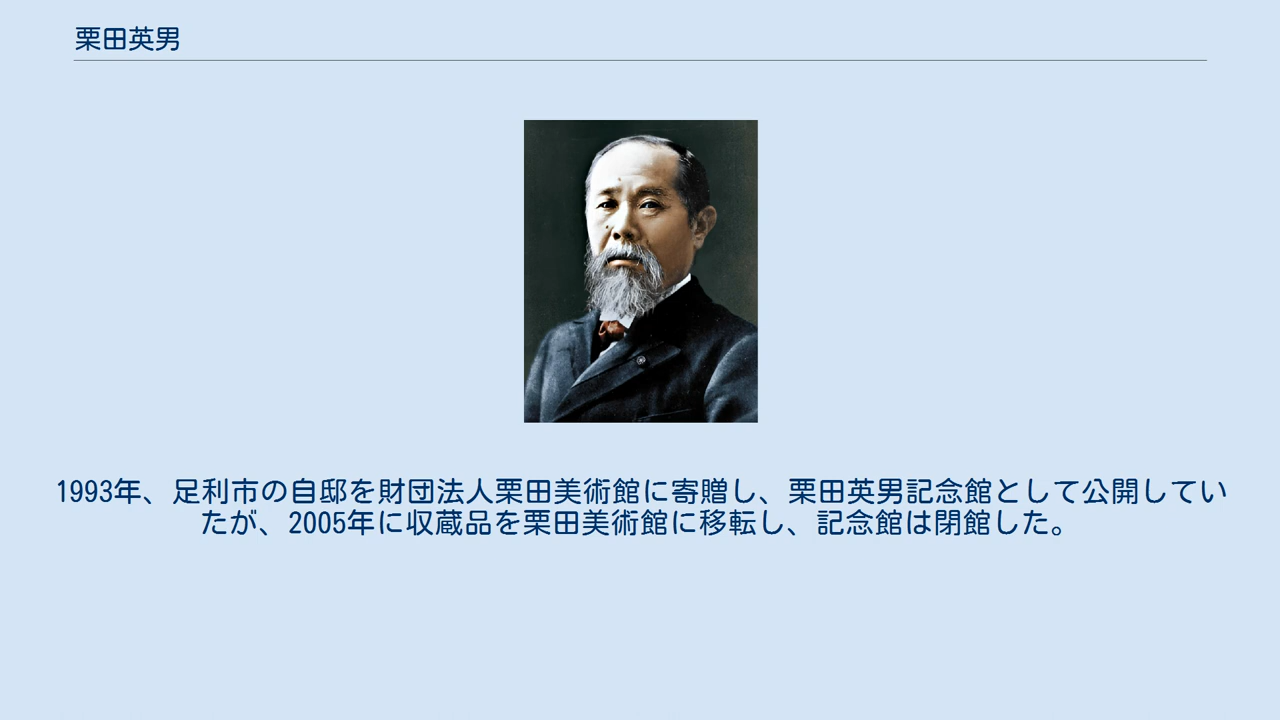 栗田英男
1993年、足利市の自邸を財団法人栗田美術館に寄贈し、栗田英男記念館として公開してい
たが、2005年に収蔵品を栗田美術館に移転し、記念館は閉館した。